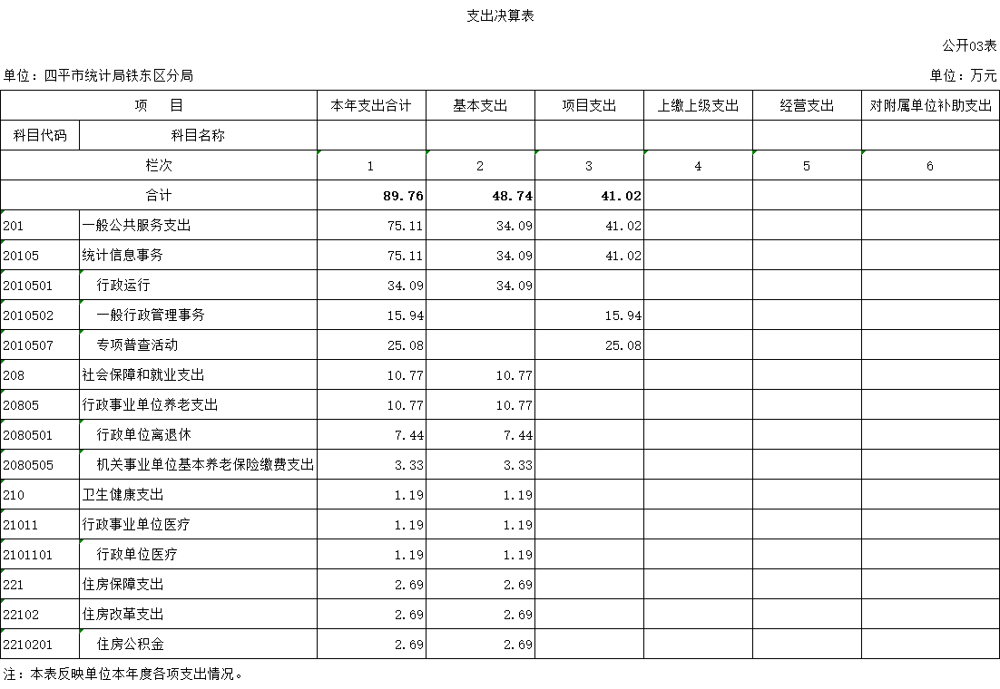 支出决算表
公开03表
单位：四平市统计局铁东区分局 单位：万元
项 目 本年支出合计 基本支出 项目支出 上缴上级支出 经营支出 对附属单位补助支出
科目代码 科目名称
栏次 1 2 3 4 5 6
合计 89.76 48.74 41.02
201 一般公共服务支出 75.11 34.09 41.02
20105 统计信息事务 75.11 34.09 41.02
2010501 行政运行 34.09 34.09
2010502 一般行政管理事务 15.94 15.94
2010507 专项普查活动 25.08 25.08
208 社会保障和就业支出 10.77 10.77
20805 行政事业单位养老支出 10.77 10.77
2080501 行政单位离退休 7.44 7.44
2080505 机关事业单位基本养老保险缴费支出 3.33 3.33
210 卫生健康支出 1.19 1.19
21011 行政事业单位医疗 1.19 1.19
2101101 行政单位医疗 1.19 1.19
221 住房保障支出 2.69 2.69
22102 住房改革支出 2.69 2.69
2210201 住房公积金 2.69 2.69
注：本表反映单位本年度各项支出情况。